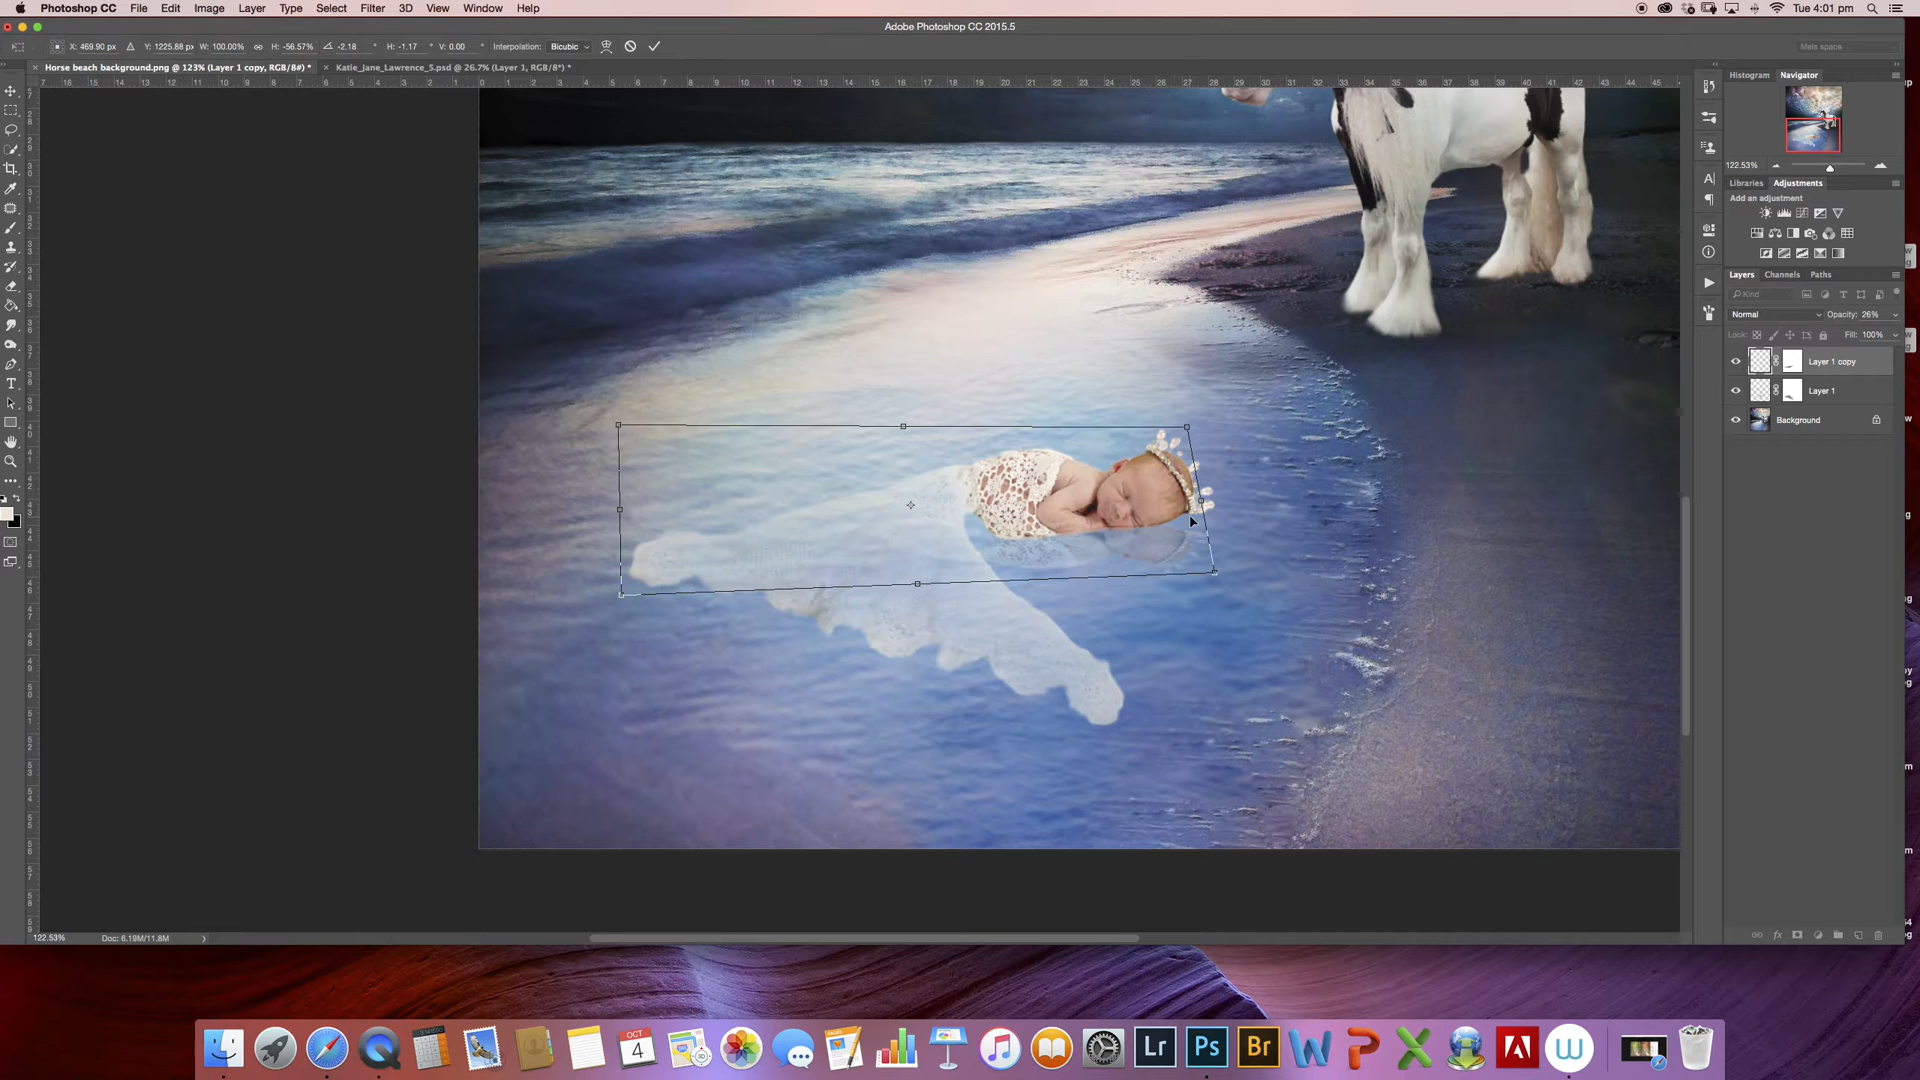 Photoshop CC File Edit Image Layer Type Select Filter 3D View Window Help Tue 4:01 pm
Adobe Photoshop CC 2015.5
X: 469.90 px Y: 1225.88 px W: 100.00% H: -56.57% -2.18 ° H: -1.17 ° V: 0.00 ° Interpolation: Bicubic
Horse beach background.png @ 123% (Layer 1 copy, RGB/8#) * Katie_Jane_Lawrence_5.psd @ 26.7% (Layer 1, RGB/8*) *
Histogram Navigator
122.53%
Libraries Adjustments
Add an adjustment
Layers Channels Paths
Kind
Normal Opacity: 26%
Lock: Fill: 100%
Layer 1 copy
Layer 1
Background
122.53% Doc: 6.19M/11.8M
OCT
4
Lr Ps Br